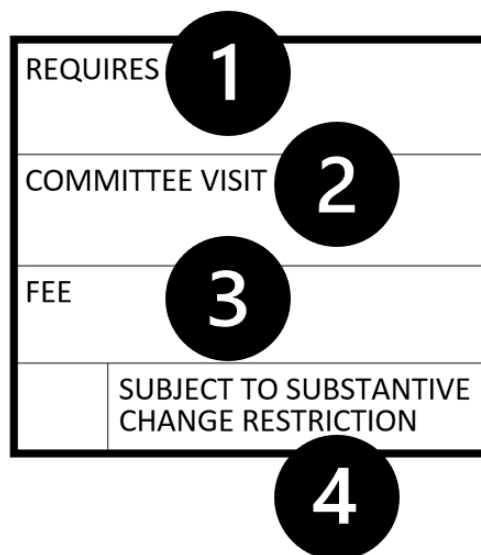 REQUIRES 1
COMMITTEE VISIT 2
FEE 3
SUBJECT TO SUBSTANTIVE
CHANGE RESTRICTION
4